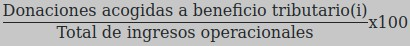 Donaciones acogidas a beneficio tributario(i)
x100
Total de ingresos operacionales